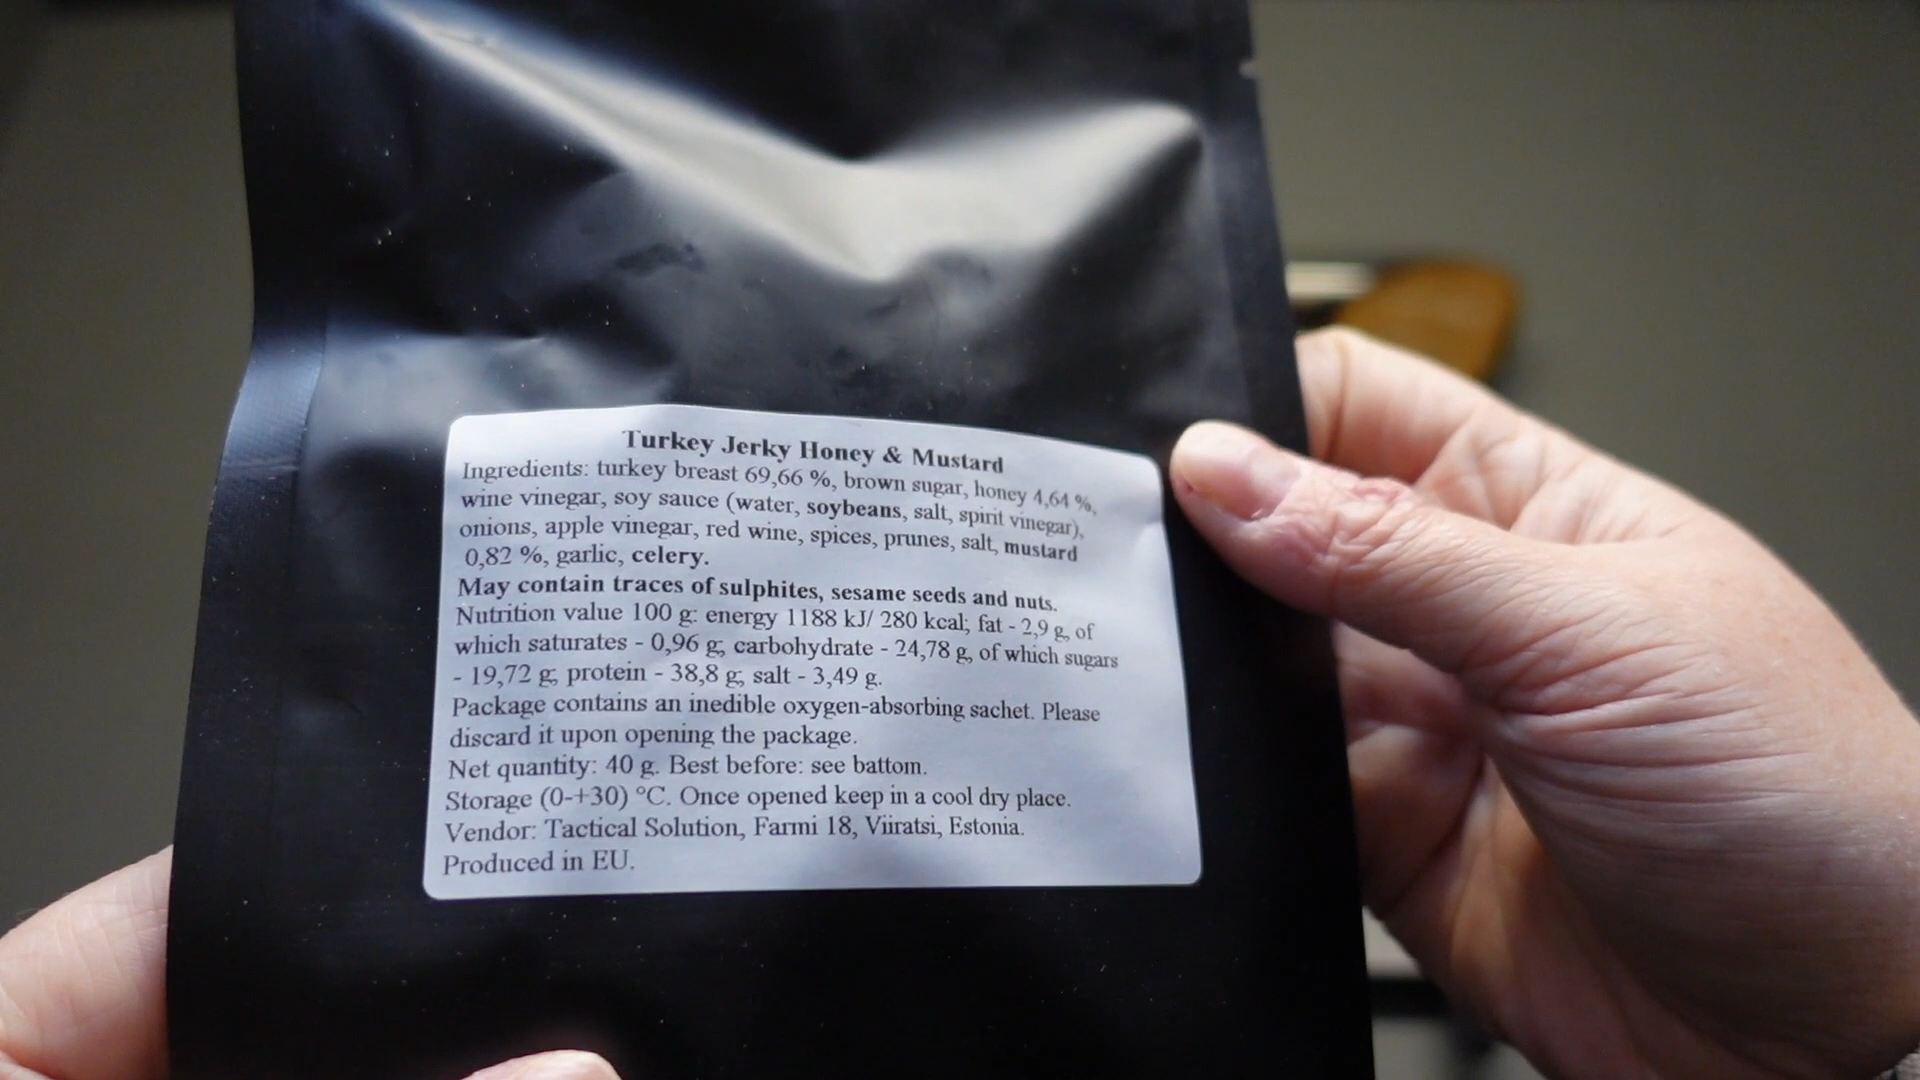 Turkey Jerky Honey & Mustard
Ingredients: turkey breast 69,66 %, brown sugar, honey 4,64 %,
wine vinegar, soy sauce (water, soybeans, salt, spirit vinegar),
onions, apple vinegar, red wine, spices, prunes, salt, mustard
0,82 %, garlic, celery.
May contain traces of sulphites, sesame seeds and nuts.
Nutrition value 100 g: energy 1188 kJ/ 280 kcal; fat - 2,9 g, of
which saturates - 0,96 g; carbohydrate - 24,78 g, of which sugars
- 19,72 g; protein - 38,8 g; salt - 3,49 g.
Package contains an inedible oxygen-absorbing sachet. Please
discard it upon opening the package.
Net quantity: 40 g. Best before: see battom.
Storage (0-+30) °C. Once opened keep in a cool dry place.
Vendor: Tactical Solution, Farmi 18, Viiratsi, Estonia.
Produced in EU.